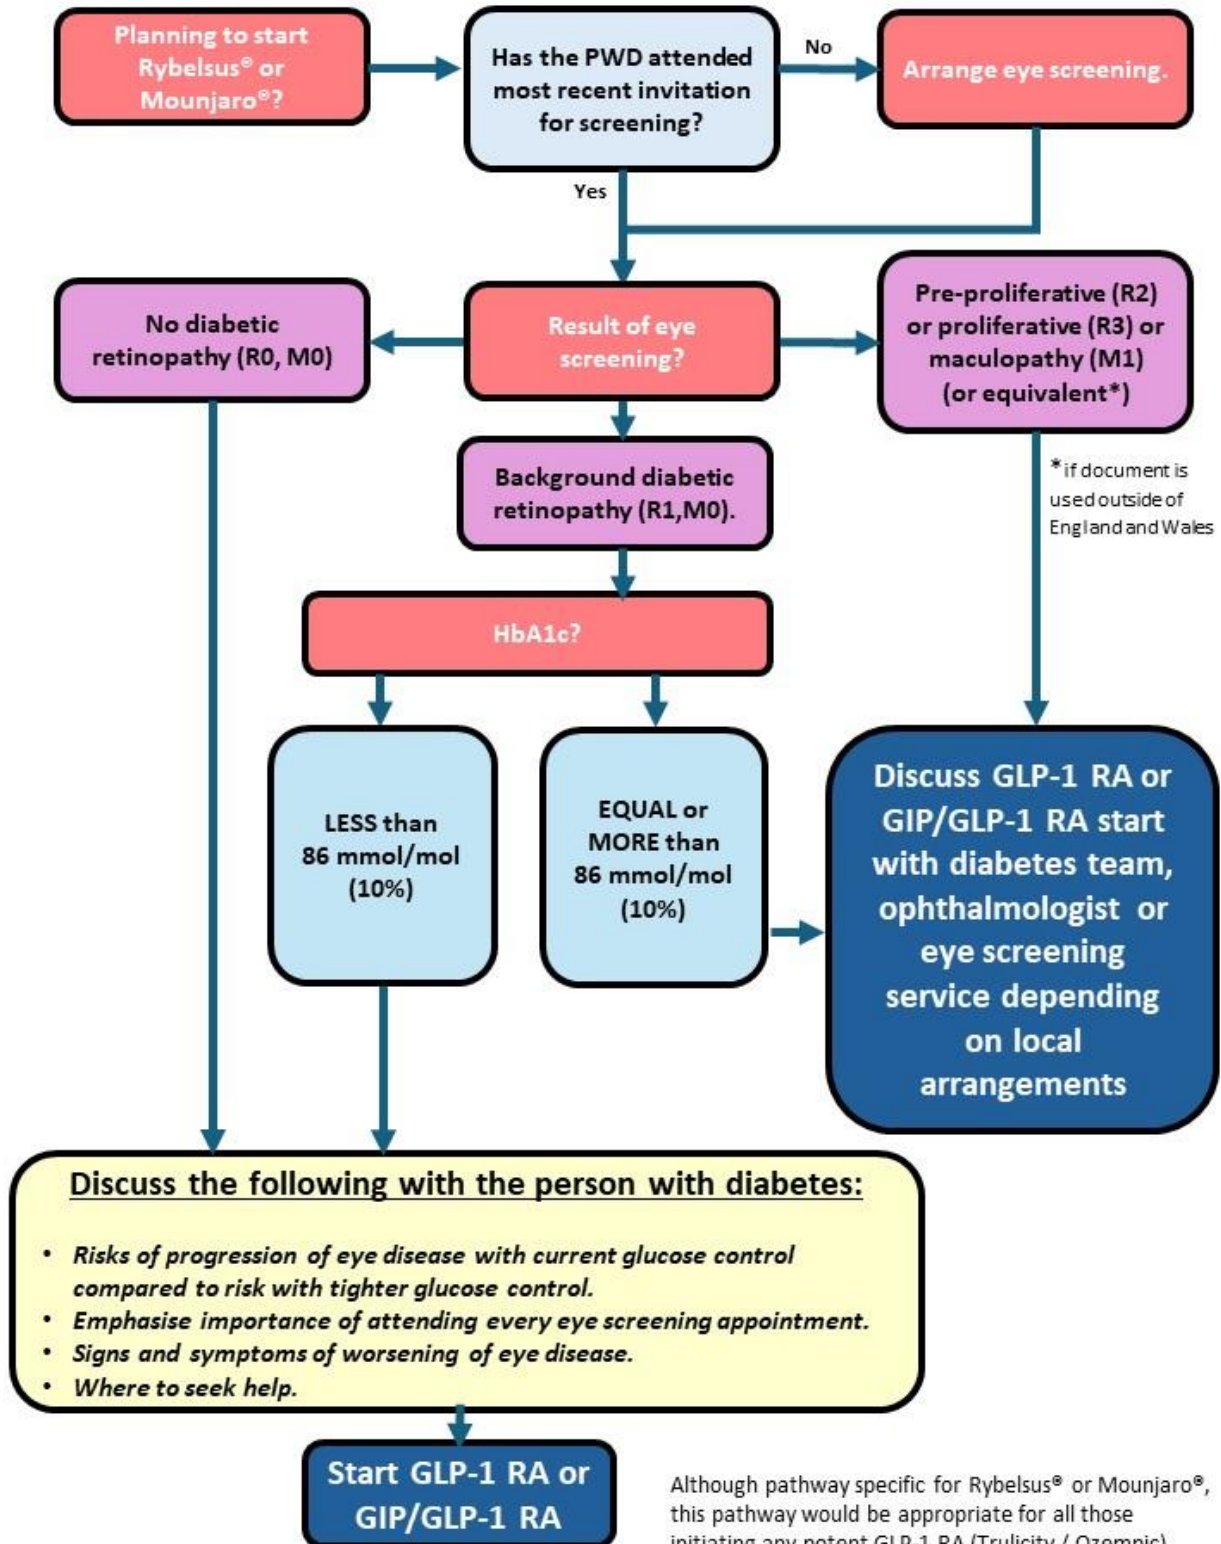 Planning to start
Rybelsus® or
Mounjaro®?
Has the PWD attended
most recent invitation
for screening?
No
Arrange eye screening.
Yes
No diabetic
retinopathy (R0, M0)
Result of eye
screening?
Pre-proliferative (R2)
or proliferative (R3) or
maculopathy (M1)
(or equivalent*)
*if document is
used outside of
England and Wales
Background diabetic
retinopathy (R1,M0).
HbA1c?
LESS than
86 mmol/mol
(10%)
EQUAL or
MORE than
86 mmol/mol
(10%)
Discuss GLP-1 RA or
GIP/GLP-1 RA start
with diabetes team,
ophthalmologist or
eye screening
service depending
on local
arrangements
Discuss the following with the person with diabetes:
• Risks of progression of eye disease with current glucose control
compared to risk with tighter glucose control.
• Emphasise importance of attending every eye screening appointment.
• Signs and symptoms of worsening of eye disease.
• Where to seek help.
Start GLP-1 RA or
GIP/GLP-1 RA
Although pathway specific for Rybelsus® or Mounjaro®,
this pathway would be appropriate for all those
initiating any potent GLP-1 RA (Trulicity / Ozempic)